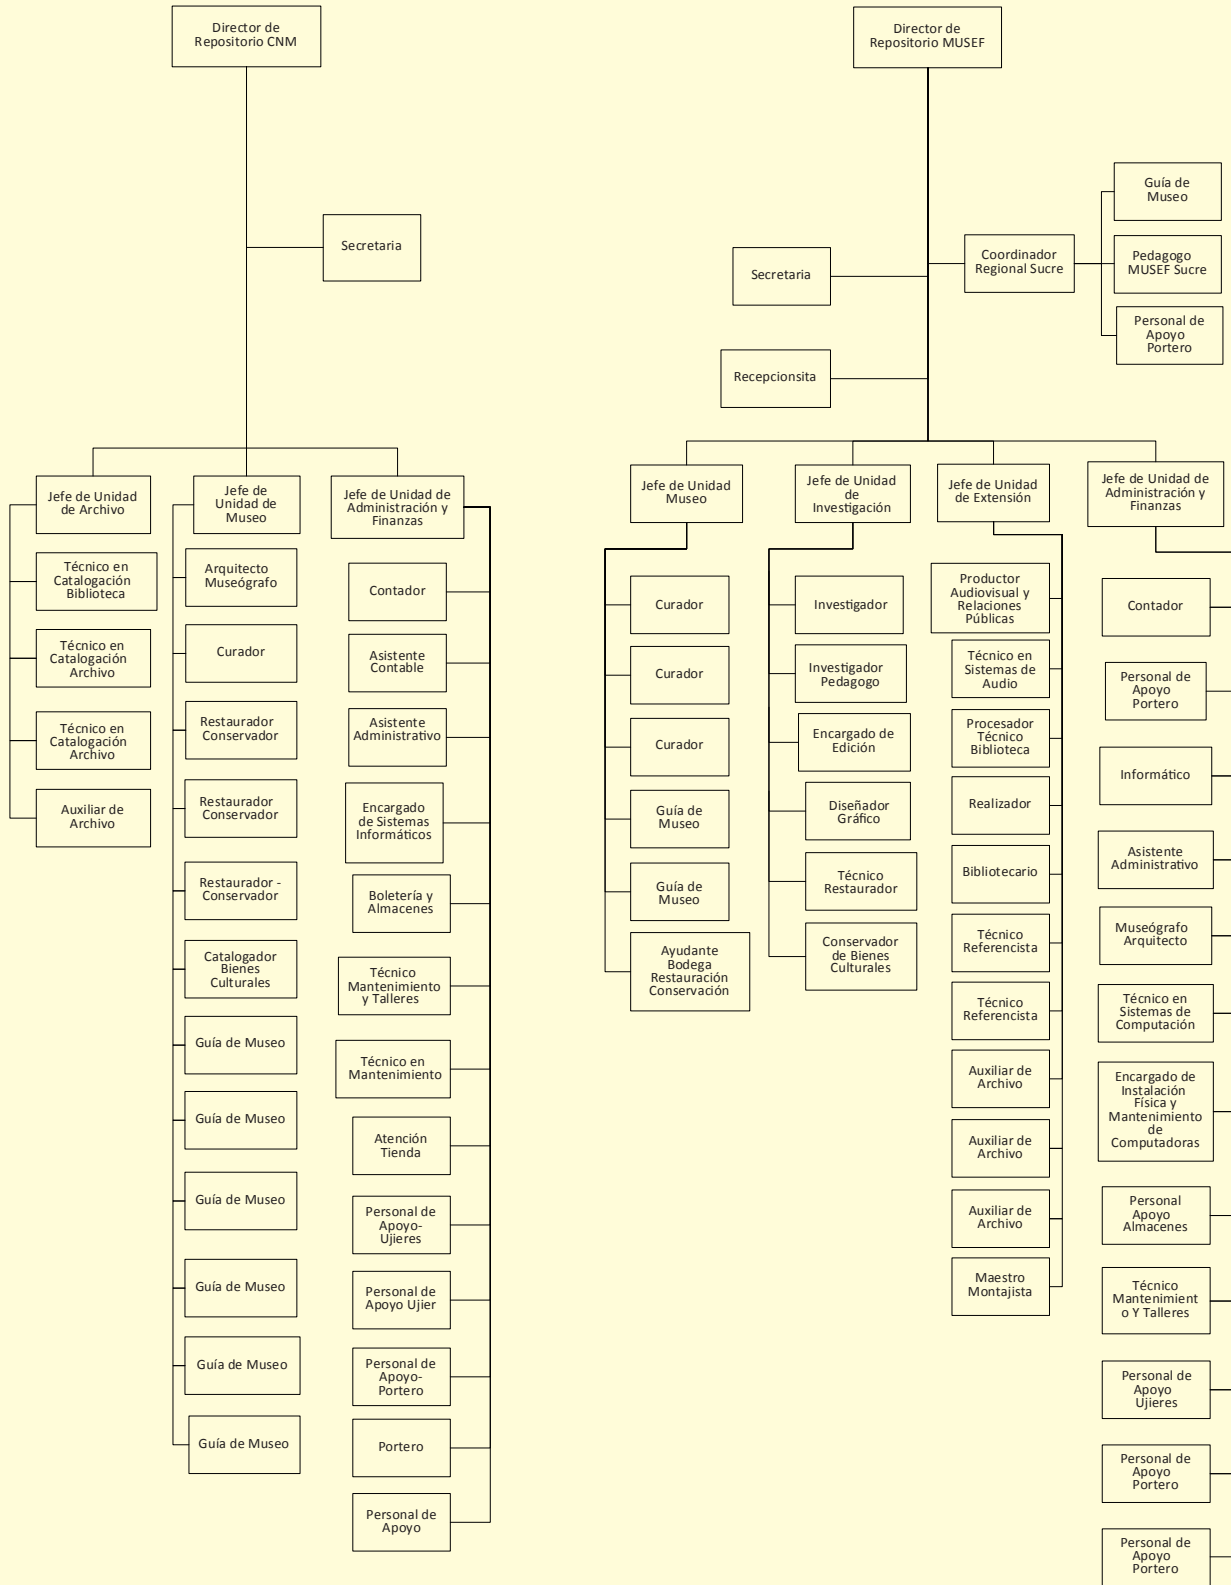 Director de
Repositorio CNM
Secretaria
Jefe de Unidad
de Archivo
Técnico en
Catalogación
Biblioteca
Técnico en
Catalogación
Archivo
Técnico en
Catalogación
Archivo
Auxiliar de
Archivo
Jefe de
Unidad de
Museo
Arquitecto
Museógrafo
Curador
Restaurador
Conservador
Restaurador
Conservador
Restaurador -
Conservador
Catalogador
Bienes
Culturales
Guía de Museo
Guía de Museo
Guía de Museo
Guía de Museo
Guía de Museo
Guía de Museo
Jefe de Unidad de
Administración y
Finanzas
Contador
Asistente
Contable
Asistente
Administrativo
Encargado
de Sistemas
Informáticos
Boletería y
Almacenes
Técnico
Mantenimiento
y Talleres
Técnico en
Mantenimiento
Atención
Tienda
Personal de
Apoyo-
Ujieres
Personal de
Apoyo Ujier
Personal de
Apoyo-
Portero
Portero
Personal de
Apoyo
Director de
Repositorio MUSEF
Secretaria
Recepcionsita
Coordinador
Regional Sucre
Guía de
Museo
Pedagogo
MUSEF Sucre
Personal de
Apoyo
Portero
Jefe de Unidad
Museo
Curador
Curador
Curador
Guía de
Museo
Guía de
Museo
Ayudante
Bodega
Restauración
Conservación
Jefe de Unidad
de
Investigación
Investigador
Investigador
Pedagogo
Encargado de
Edición
Diseñador
Gráfico
Técnico
Restaurador
Conservador
de Bienes
Culturales
Jefe de Unidad
de Extensión
Productor
Audiovisual y
Relaciones
Públicas
Técnico en
Sistemas de
Audio
Procesador
Técnico
Biblioteca
Realizador
Bibliotecario
Técnico
Referencista
Técnico
Referencista
Auxiliar de
Archivo
Auxiliar de
Archivo
Auxiliar de
Archivo
Maestro
Montajista
Jefe de Unidad de
Administración y
Finanzas
Contador
Personal de
Apoyo
Portero
Informático
Asistente
Administrativo
Museógrafo
Arquitecto
Técnico en
Sistemas de
Computación
Encargado de
Instalación
Física y
Mantenimiento
de
Computadoras
Personal
Apoyo
Almacenes
Técnico
Mantenimient
o Y Talleres
Personal de
Apoyo
Ujieres
Personal de
Apoyo
Portero
Personal de
Apoyo
Portero